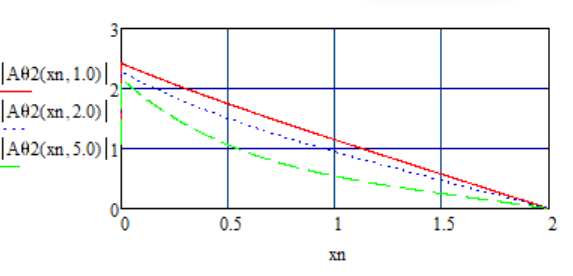 3
|Aθ2(xn, 1.0)|
2
|Aθ2(xn, 2.0)|
|Aθ2(xn, 5.0)| 1
0
0 0.5 1 1.5 2
xn